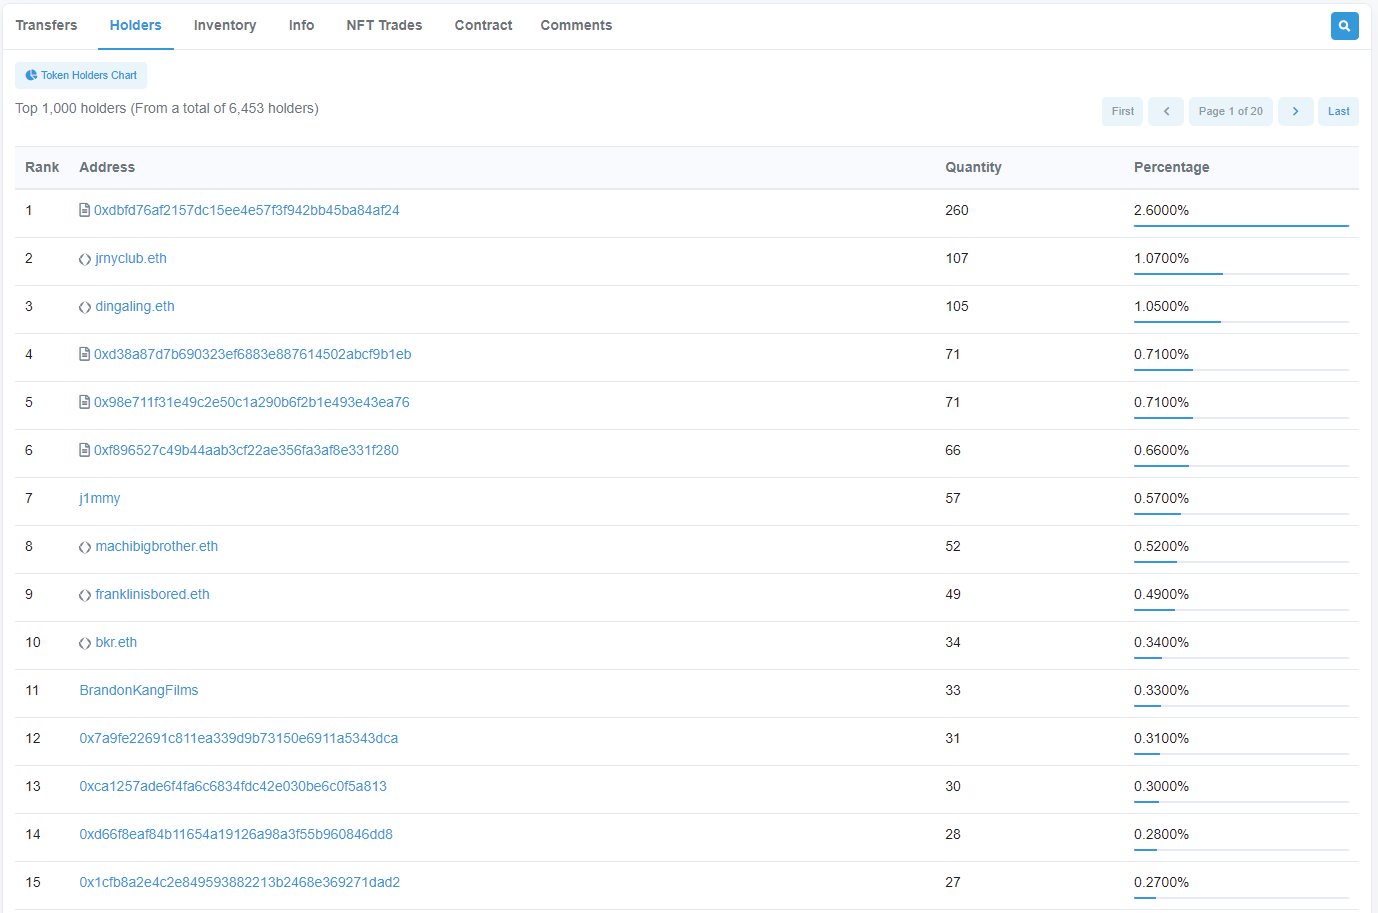 Transfers Holders Inventory Info NFT Trades Contract Comments
Token Holders Chart
Top 1,000 holders (From a total of 6,453 holders)
First Page 1 of 20 Last
Rank Address Quantity Percentage
1 0xdbfd76af2157dc15ee4e57f3f942bb45ba84af24 260 2.6000%
2 jrnyclub.eth 107 1.0700%
3 dingaling.eth 105 1.0500%
4 0xd38a87d7b690323ef6883e887614502abcf9b1eb 71 0.7100%
5 0x98e711f31e49c2e50c1a290b6f2b1e493e43ea76 71 0.7100%
6 0xf896527c49b44aab3cf22ae356fa3af8e331f280 66 0.6600%
7 j1mmy 57 0.5700%
8 machibigbrother.eth 52 0.5200%
9 franklinisbored.eth 49 0.4900%
10 bkr.eth 34 0.3400%
11 BrandonKangFilms 33 0.3300%
12 0x7a9fe22691c811ea339d9b73150e6911a5343dca 31 0.3100%
13 0xca1257ade6f4fa6c6834fdc42e030be6c0f5a813 30 0.3000%
14 0xd66f8eaf84b11654a19126a98a3f55b960846dd8 28 0.2800%
15 0x1cfb8a2e4c2e849593882213b2468e369271dad2 27 0.2700%